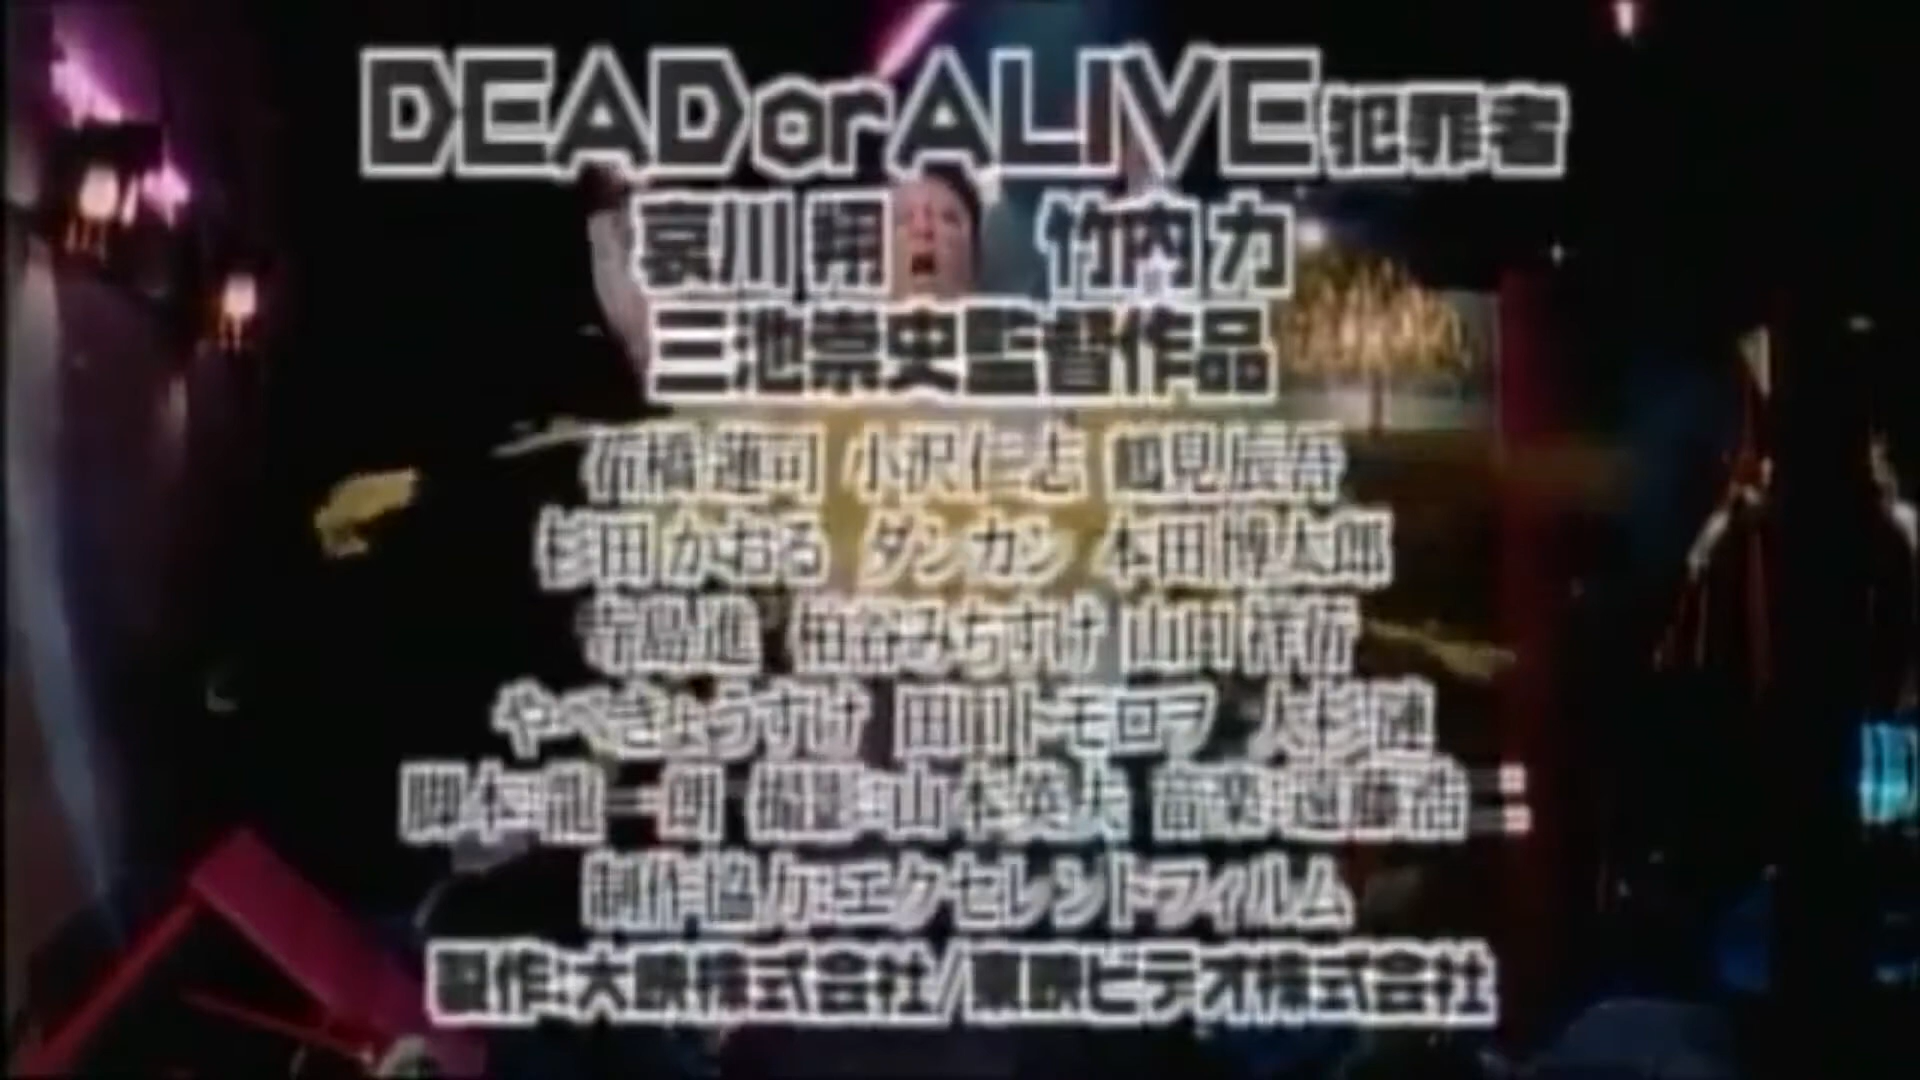 DEAD or ALIVE 犯罪者
哀川 翔 竹内 力
三池崇史監督作品
石橋蓮司 小沢仁志 鶴見辰吾
杉田かおる ダンカン 本田博太郎
寺島進 柏谷みちすけ 山口祥行
やべきょうすけ 田口トモロヲ 大杉漣
脚本:龍一朗 撮影:山本英夫 音楽:遠藤浩二
制作協力:エクセレントフィルム
製作:大映株式会社/東映ビデオ株式会社